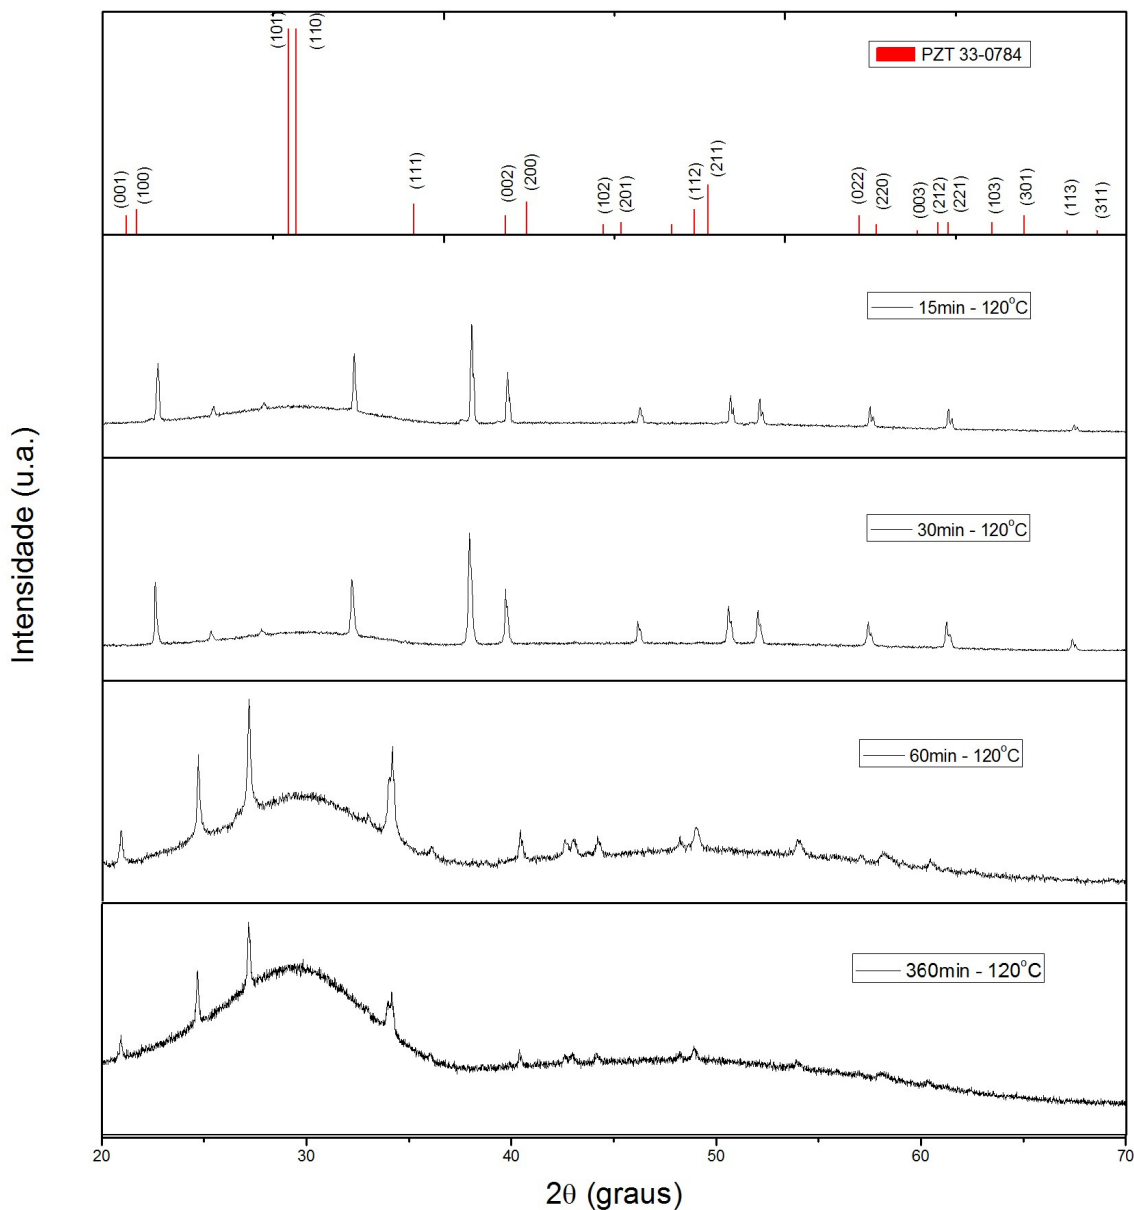 PZT 33-0784
(001)
(100)
(101)
(110)
(111)
(002)
(200)
(102)
(201)
(112)
(211)
(022)
(220)
(003)
(212)
(221)
(103)
(301)
(113)
(311)
15min - 120°C
30min - 120°C
60min - 120°C
360min - 120°C
Intensidade (u.a.)
20 30 40 50 60 70
2θ (graus)